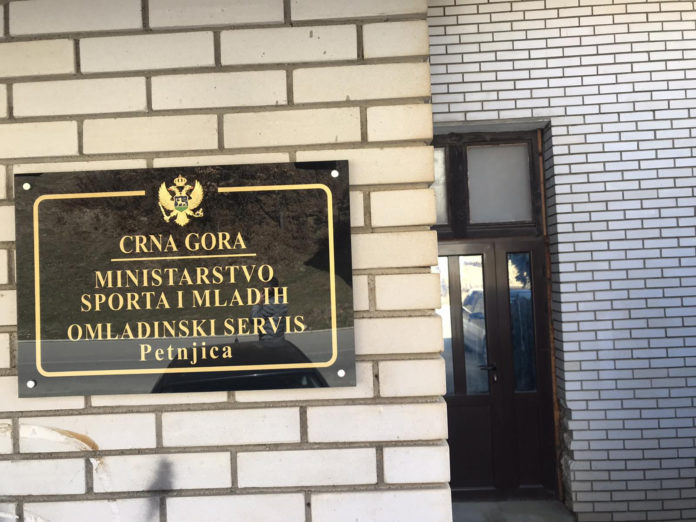 CRNA GORA
MINISTARSTVO
SPORTA I MLADIH
OMLADINSKI SERVIS
Petnjica